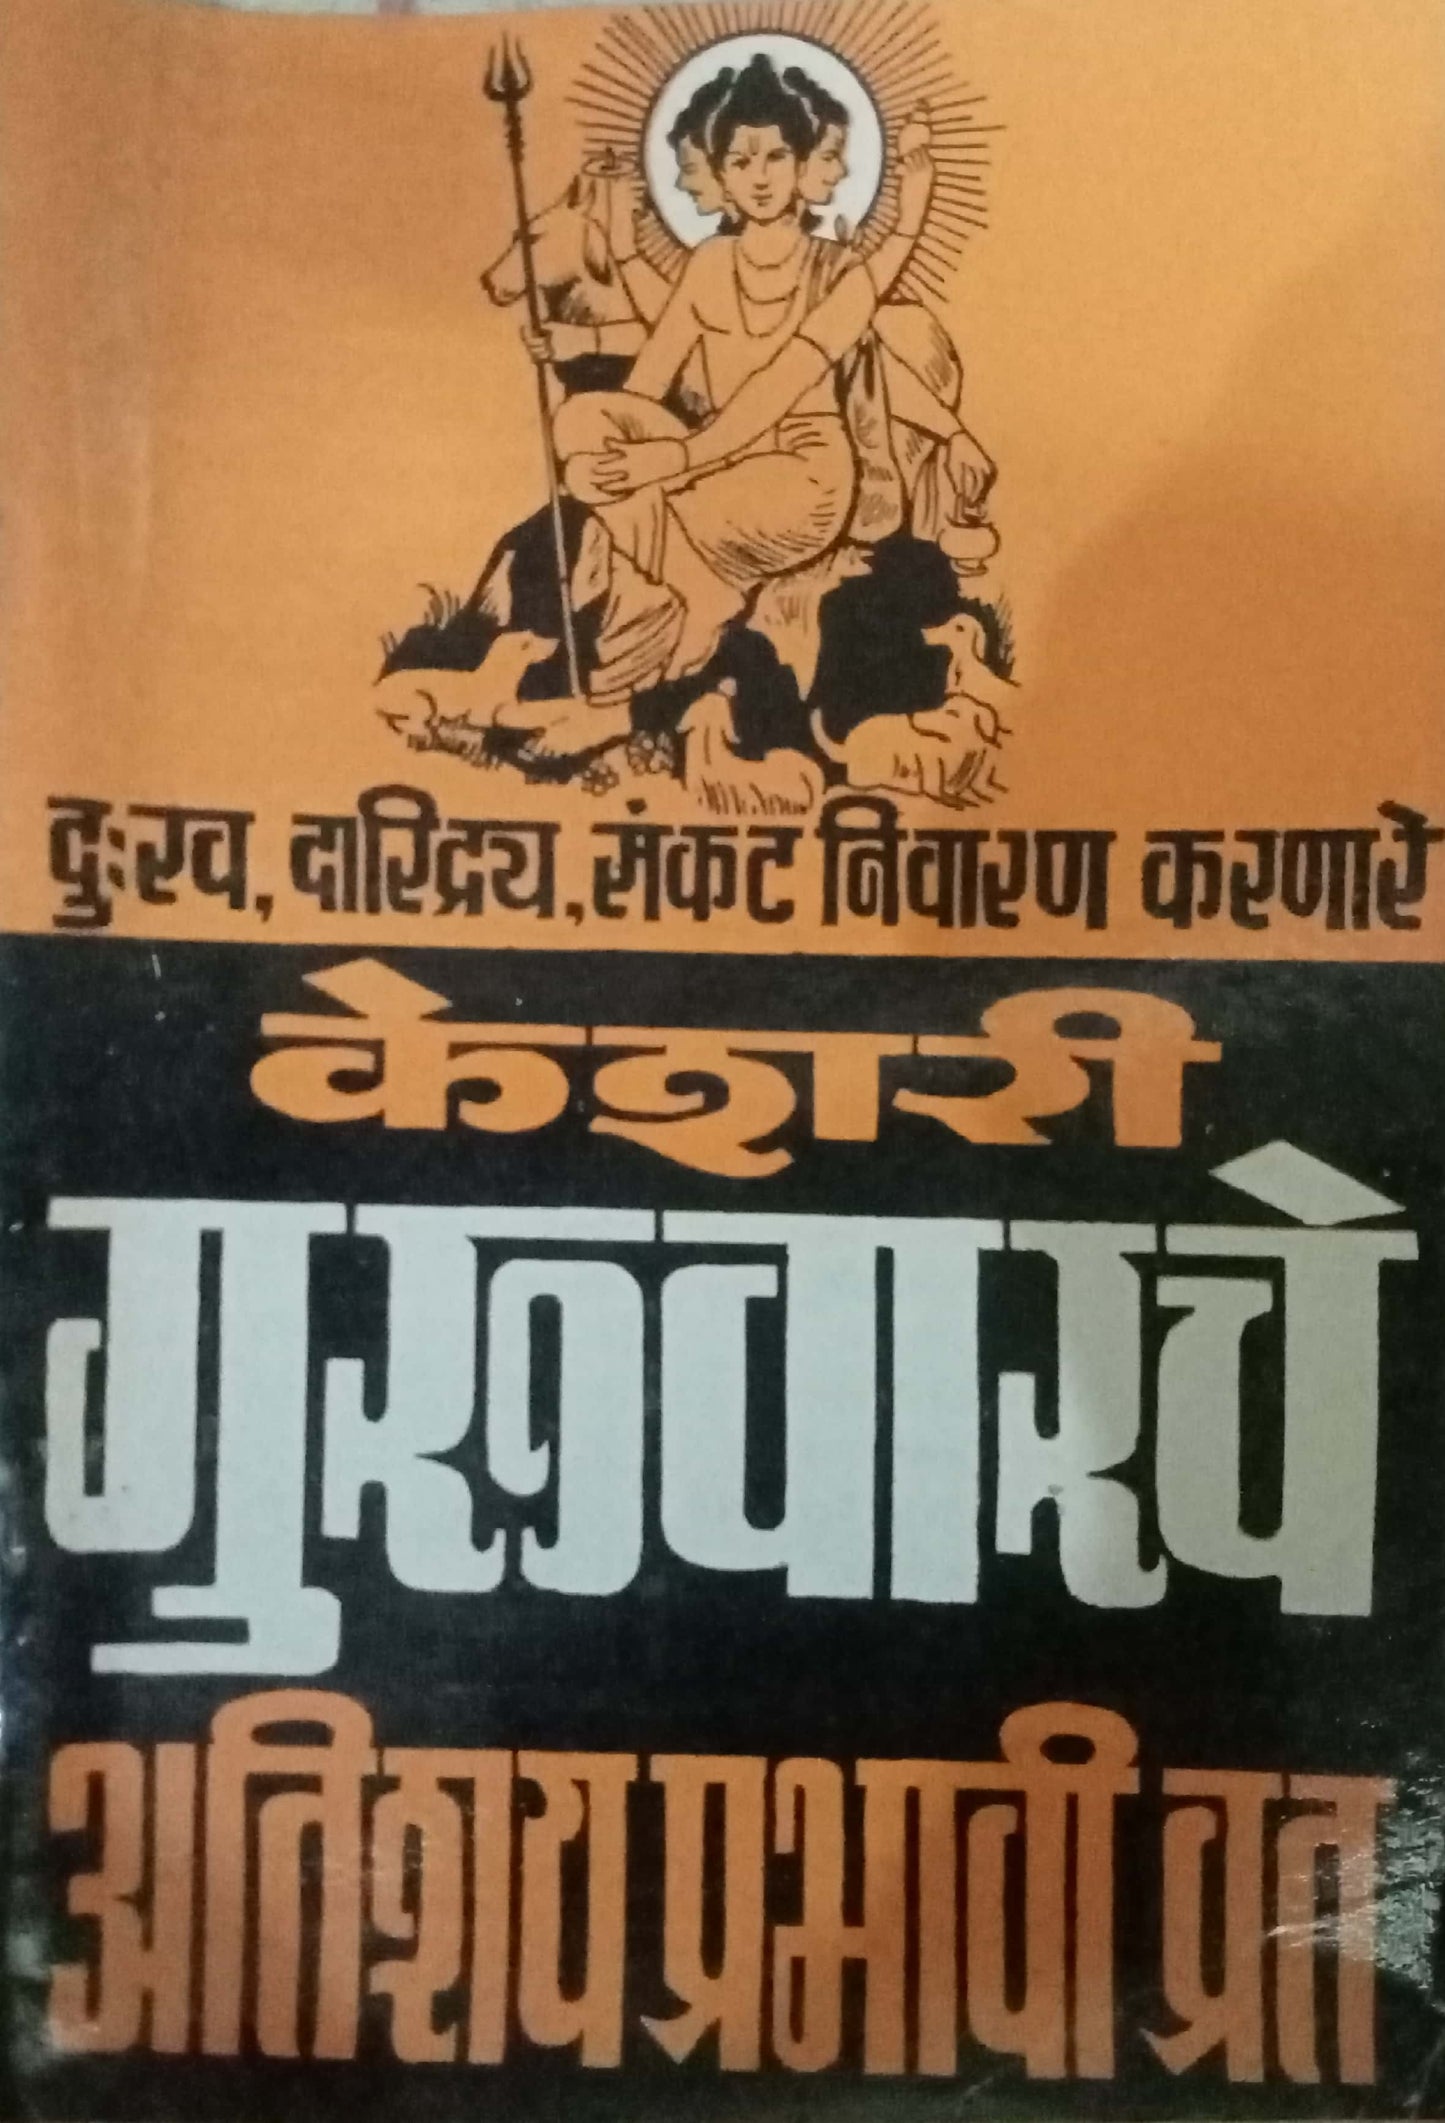 दुःख, दारिद्र्य, संकट निवारण करणारे
केशरी
गुरुवारचे
अतिशय प्रभावी व्रत